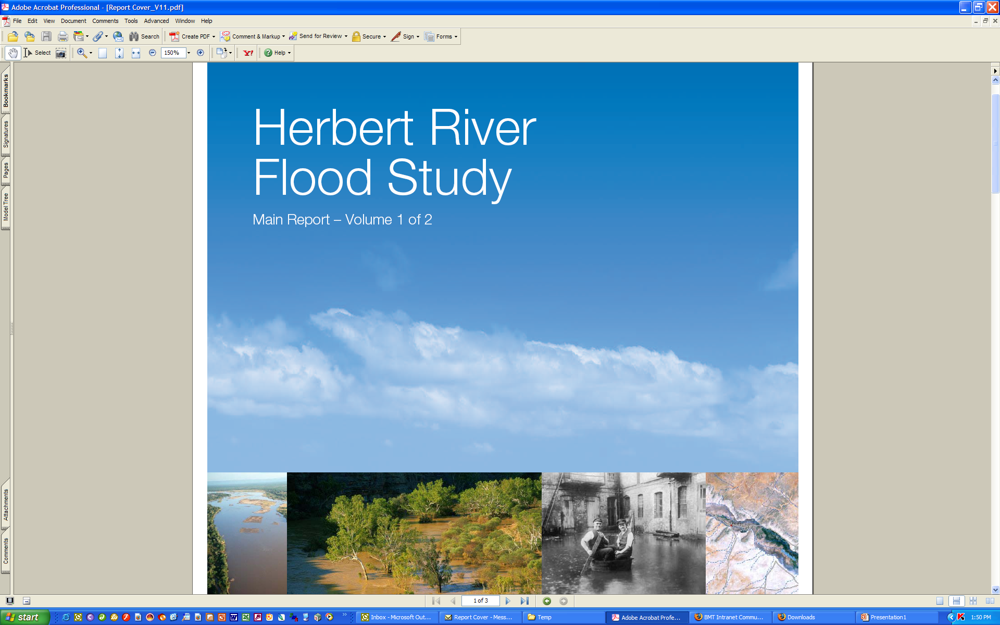 Adobe Acrobat Professional - [Report Cover_V11.pdf]
File Edit View Document Comments Tools Advanced Window Help
Search Create PDF Comment & Markup Send for Review Secure Sign Forms
Select 150% Y! Help
Bookmarks
Signatures
Pages
Model Tree
Attachments
Comments
Herbert River
Flood Study
Main Report – Volume 1 of 2
1 of 3
start
Inbox - Microsoft Out...
Report Cover - Mess...
Temp
Adobe Acrobat Profe...
BMT Intranet Commu...
Downloads
Presentation1
1:50 PM